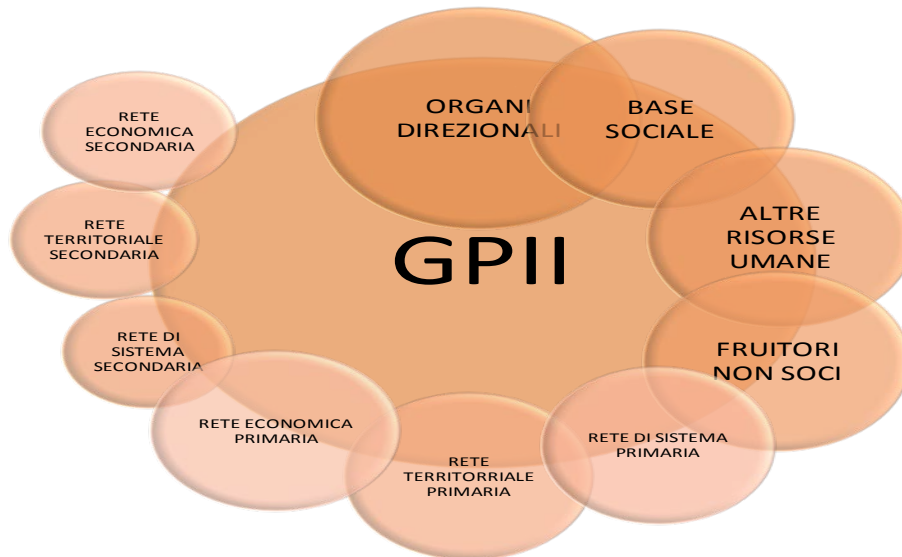 ORGANI
DIREZIONALI
BASE
SOCIALE
RETE
ECONOMICA
SECONDARIA
ALTRE
RISORSE
UMANE
RETE
TERRITORIALE
SECONDARIA
GPII
RETE DI
SISTEMA
SECONDARIA
FRUITORI
NON SOCI
RETE ECONOMICA
PRIMARIA
RETE
TERRITORRIALE
PRIMARIA
RETE DI SISTEMA
PRIMARIA